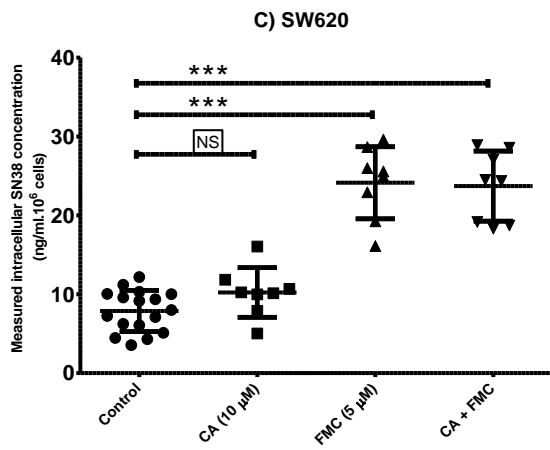 C) SW620
Measured intracellular SN38 concentration
(ng/ml.10⁶ cells)
40
30
20
10
0
***
***
NS
Control
CA (10 µM)
FMC (5 µM)
CA + FMC